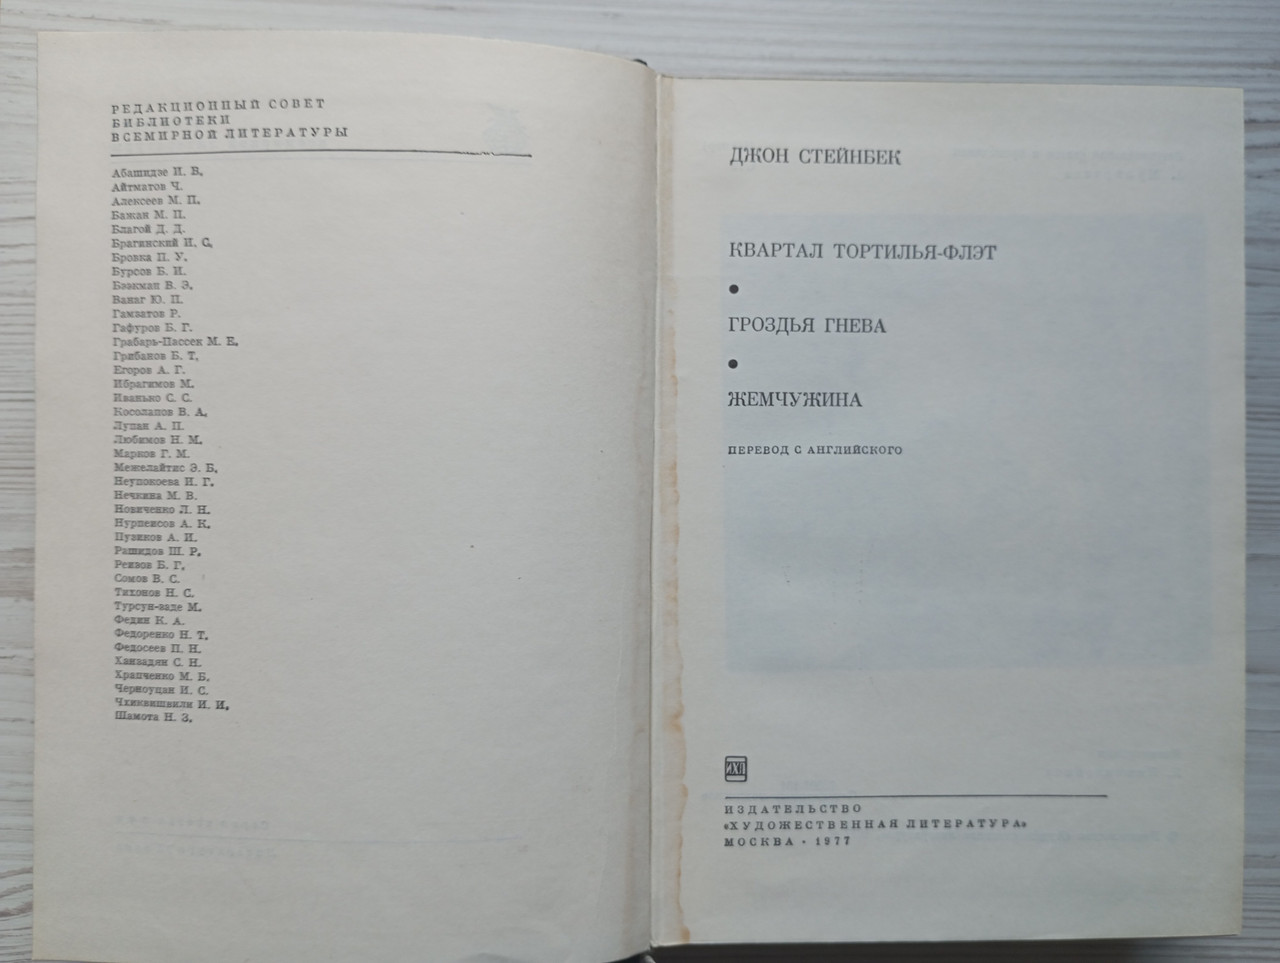 РЕДАКЦИОННЫЙ СОВЕТ
БИБЛИОТЕКИ
ВСЕМИРНОЙ ЛИТЕРАТУРЫ
Абашидзе И. В.
Айтматов Ч.
Алексеев М. П.
Бажан М. П.
Благой Д. Д.
Брагинский И. С.
Бровка П. У.
Бурсов Б. И.
Бээкман В. Э.
Ванаг Ю. П.
Гамзатов Р.
Гафуров Б. Г.
Грабарь-Пассек М. Е.
Грибанов Б. Т.
Егоров А. Г.
Ибрагимов М.
Иванько С. С.
Косолапов В. А.
Лупан А. П.
Любимов Н. М.
Марков Г. М.
Межелайтис Э. Б.
Неупокоева И. Г.
Нечкина М. В.
Новиченко Л. Н.
Нурпеисов А. К.
Пузиков А. И.
Рашидов Ш. Р.
Реизов Б. Г.
Сомов В. С.
Тихонов Н. С.
Турсун-заде М.
Федин К. А.
Федоренко Н. Т.
Федосеев П. Н.
Ханзадян С. Н.
Храпченко М. Б.
Черноуцан И. С.
Чхиквишвили И. И.
Шамота Н. З.
ДЖОН СТЕЙНБЕК
КВАРТАЛ ТОРТИЛЬЯ-ФЛЭТ
•
ГРОЗДЬЯ ГНЕВА
•
ЖЕМЧУЖИНА
ПЕРЕВОД С АНГЛИЙСКОГО
ИХЛ
ИЗДАТЕЛЬСТВО
«ХУДОЖЕСТВЕННАЯ ЛИТЕРАТУРА»
МОСКВА · 1977